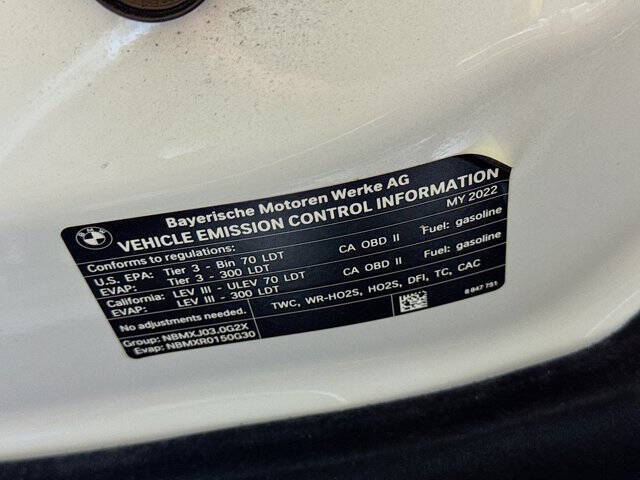 BMW
Bayerische Motoren Werke AG
VEHICLE EMISSION CONTROL INFORMATION
Conforms to regulations: MY 2022
U.S. EPA: Tier 3 - Bin 70 LDT CA OBD II Fuel: gasoline
EVAP: Tier 3 - 300 LDT
California: LEV III - ULEV 70 LDT CA OBD II Fuel: gasoline
EVAP: LEV III - 300 LDT
No adjustments needed. TWC, WR-HO2S, HO2S, DFI, TC, CAC
Group: NBMXJ03.0G2X
Evap: NBMXR0150G30
8 847 751